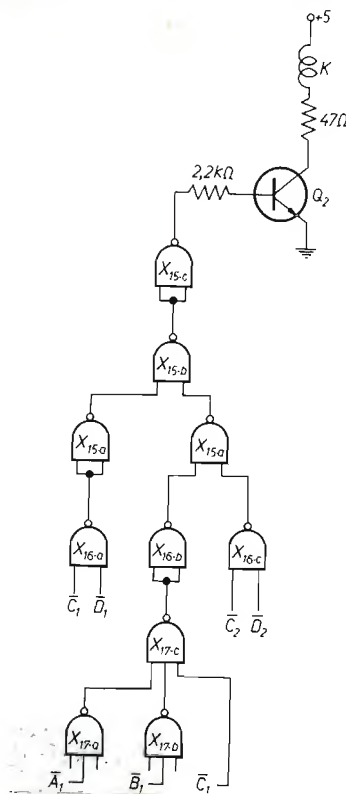 +5
K
47Ω
2,2kΩ
Q2
X15-c
X15-b
X15-a
X15-a
X16-a
X16-b
X16-c
C̅1 D̅1
C̅2 D̅2
X17-c
X17-a
X17-b
A̅1
B̅1
C̅1